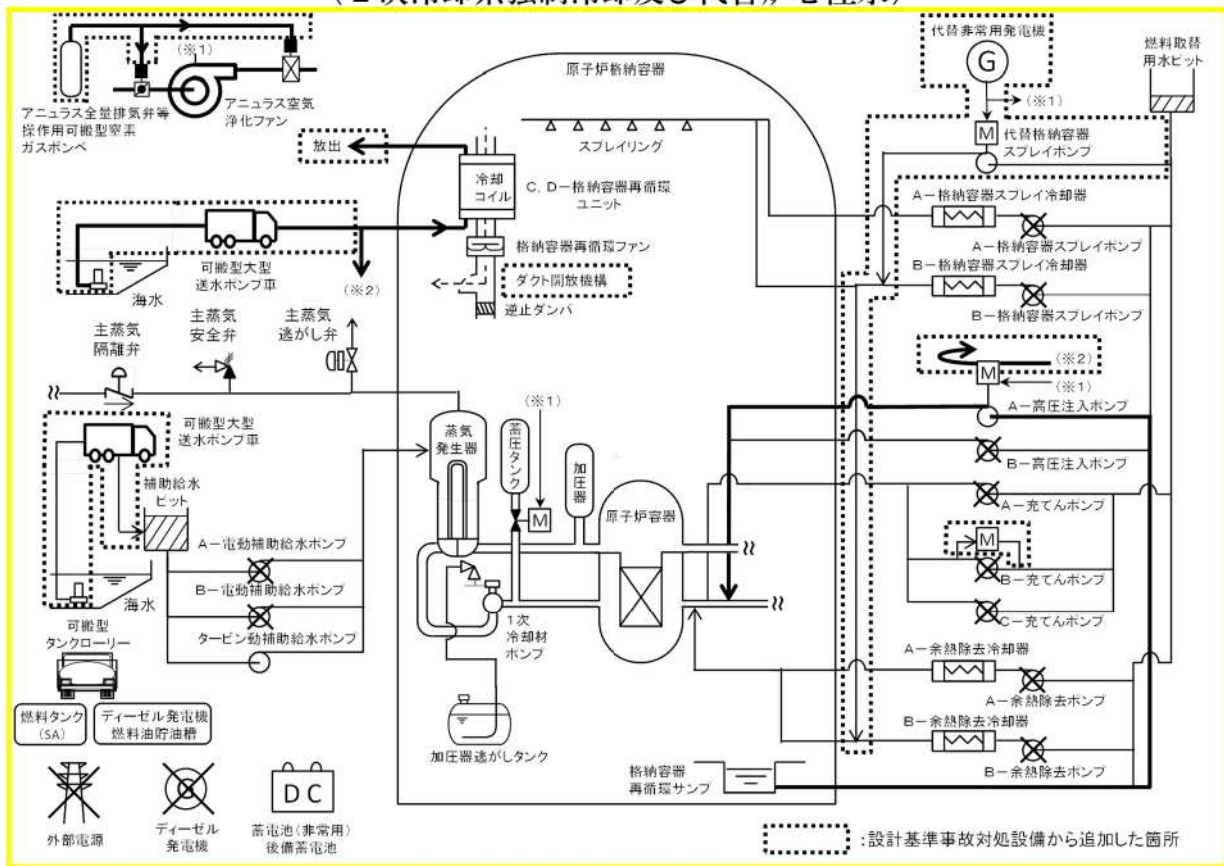 (2次冷却系強制冷却及び代替炉心注水)
(※1)
アニュラス全量排気弁等
操作用可搬型窒素
ガスボンベ
アニュラス空気
浄化ファン
原子炉格納容器
スプレイリング
代替非常用発電機
G
(※1)
M
代替格納容器
スプレイポンプ
燃料取替
用水ピット
放出
冷却
コイル
C,D-格納容器再循環
ユニット
格納容器再循環ファン
ダクト開放機構
逆止ダンパ
可搬型大型
送水ポンプ車
海水
(※2)
A-格納容器スプレイ冷却器
A-格納容器スプレイポンプ
B-格納容器スプレイ冷却器
B-格納容器スプレイポンプ
主蒸気
隔離弁
主蒸気
安全弁
主蒸気
逃がし弁
(※2)
M
(※1)
A-高圧注入ポンプ
B-高圧注入ポンプ
A-充てんポンプ
M
B-充てんポンプ
C-充てんポンプ
可搬型大型
送水ポンプ車
補助給水
ピット
海水
A-電動補助給水ポンプ
B-電動補助給水ポンプ
タービン動補助給水ポンプ
蒸気
発生器
(※1)
蓄圧タンク
M
加圧器
原子炉容器
1次
冷却材
ポンプ
加圧器逃がしタンク
A-余熱除去冷却器
A-余熱除去ポンプ
B-余熱除去冷却器
B-余熱除去ポンプ
格納容器
再循環サンプ
可搬型
タンクローリー
燃料タンク
(SA)
ディーゼル発電機
燃料油貯油槽
外部電源
ディーゼル
発電機
DC
蓄電池(非常用)
後備蓄電池
:設計基準事故対処設備から追加した箇所